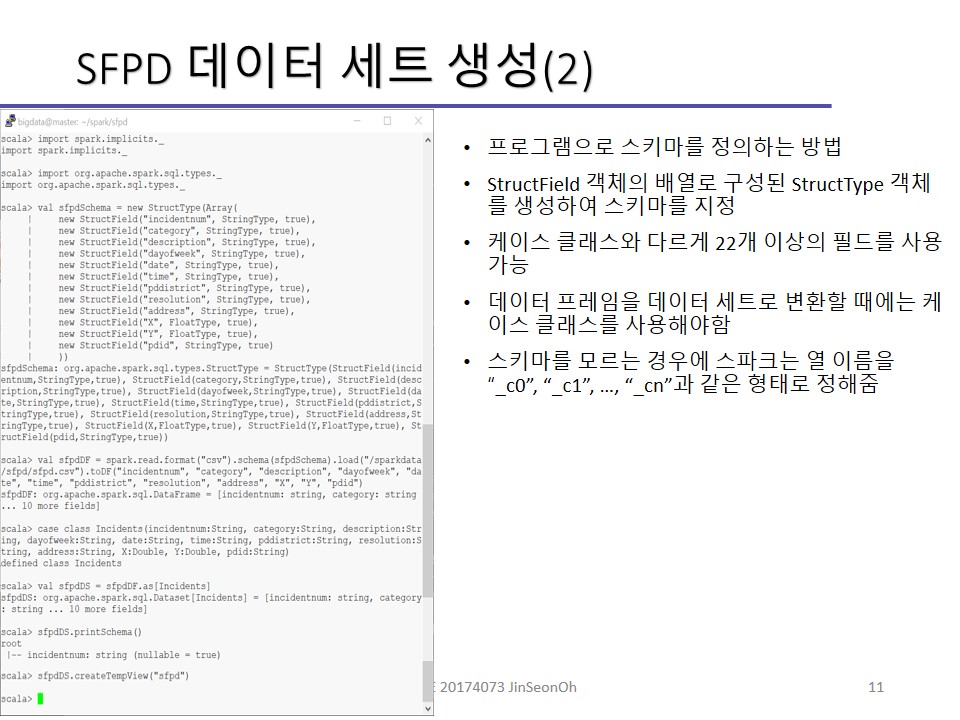 SFPD 데이터 세트 생성(2)
bigdata@master: ~/spark/sfpd
scala> import spark.implicits._
import spark.implicits._
scala> import org.apache.spark.sql.types._
import org.apache.spark.sql.types._
scala> val sfpdSchema = new StructType(Array(
| new StructField("incidentnum", StringType, true),
| new StructField("category", StringType, true),
| new StructField("description", StringType, true),
| new StructField("dayofweek", StringType, true),
| new StructField("date", StringType, true),
| new StructField("time", StringType, true),
| new StructField("pddistrict", StringType, true),
| new StructField("resolution", StringType, true),
| new StructField("address", StringType, true),
| new StructField("X", FloatType, true),
| new StructField("Y", FloatType, true),
| new StructField("pdid", StringType, true)
| ))
sfpdSchema: org.apache.spark.sql.types.StructType = StructType(StructField(incid
entnum,StringType,true), StructField(category,StringType,true), StructField(desc
ription,StringType,true), StructField(dayofweek,StringType,true), StructField(da
te,StringType,true), StructField(time,StringType,true), StructField(pddistrict,S
tringType,true), StructField(resolution,StringType,true), StructField(address,St
ringType,true), StructField(X,FloatType,true), StructField(Y,FloatType,true), St
ructField(pdid,StringType,true))
scala> val sfpdDF = spark.read.format("csv").schema(sfpdSchema).load("/sparkdata
/sfpd/sfpd.csv").toDF("incidentnum", "category", "description", "dayofweek", "da
te", "time", "pddistrict", "resolution", "address", "X", "Y", "pdid")
sfpdDF: org.apache.spark.sql.DataFrame = [incidentnum: string, category: string
... 10 more fields]
scala> case class Incidents(incidentnum:String, category:String, description:Str
ing, dayofweek:String, date:String, time:String, pddistrict:String, resolution:S
tring, address:String, X:Double, Y:Double, pdid:String)
defined class Incidents
scala> val sfpdDS = sfpdDF.as[Incidents]
sfpdDS: org.apache.spark.sql.Dataset[Incidents] = [incidentnum: string, category
: string ... 10 more fields]
scala> sfpdDS.printSchema()
root
|-- incidentnum: string (nullable = true)
scala> sfpdDS.createTempView("sfpd")
scala>
• 프로그램으로 스키마를 정의하는 방법
• StructField 객체의 배열로 구성된 StructType 객체
를 생성하여 스키마를 지정
• 케이스 클래스와 다르게 22개 이상의 필드를 사용
가능
• 데이터 프레임을 데이터 세트로 변환할 때에는 케
이스 클래스를 사용해야함
• 스키마를 모르는 경우에 스파크는 열 이름을
“_c0”, “_c1”, …, “_cn”과 같은 형태로 정해줌
E 20174073 JinSeonOh
11